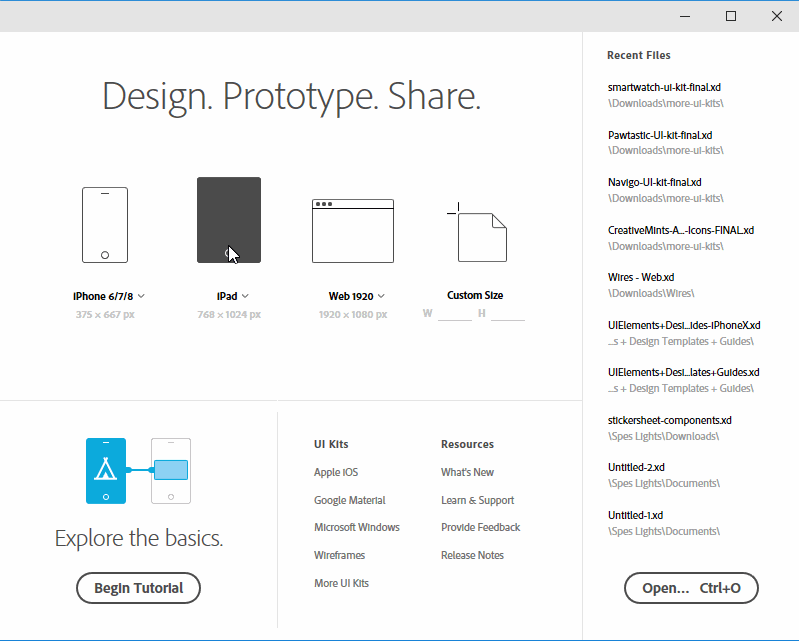 Design. Prototype. Share.
iPhone 6/7/8
375 x 667 px
iPad
768 x 1024 px
Web 1920
1920 x 1080 px
Custom Size
W
H
Explore the basics.
Begin Tutorial
UI Kits
Apple iOS
Google Material
Microsoft Windows
Wireframes
More UI Kits
Resources
What's New
Learn & Support
Provide Feedback
Release Notes
Recent Files
smartwatch-ui-kit-final.xd
\Downloads\more-ui-kits\
Pawtastic-UI-kit-final.xd
\Downloads\more-ui-kits\
Navigo-UI-kit-final.xd
\Downloads\more-ui-kits\
CreativeMints-A...-Icons-FINAL.xd
\Downloads\more-ui-kits\
Wires - Web.xd
\Downloads\Wires\
UIElements+Desi...ides-iPhoneX.xd
...s + Design Templates + Guides\
UIElements+Desi...lates+Guides.xd
...s + Design Templates + Guides\
stickersheet-components.xd
\Spes Lights\Downloads\
Untitled-2.xd
\Spes Lights\Documents\
Untitled-1.xd
\Spes Lights\Documents\
Open... Ctrl+O